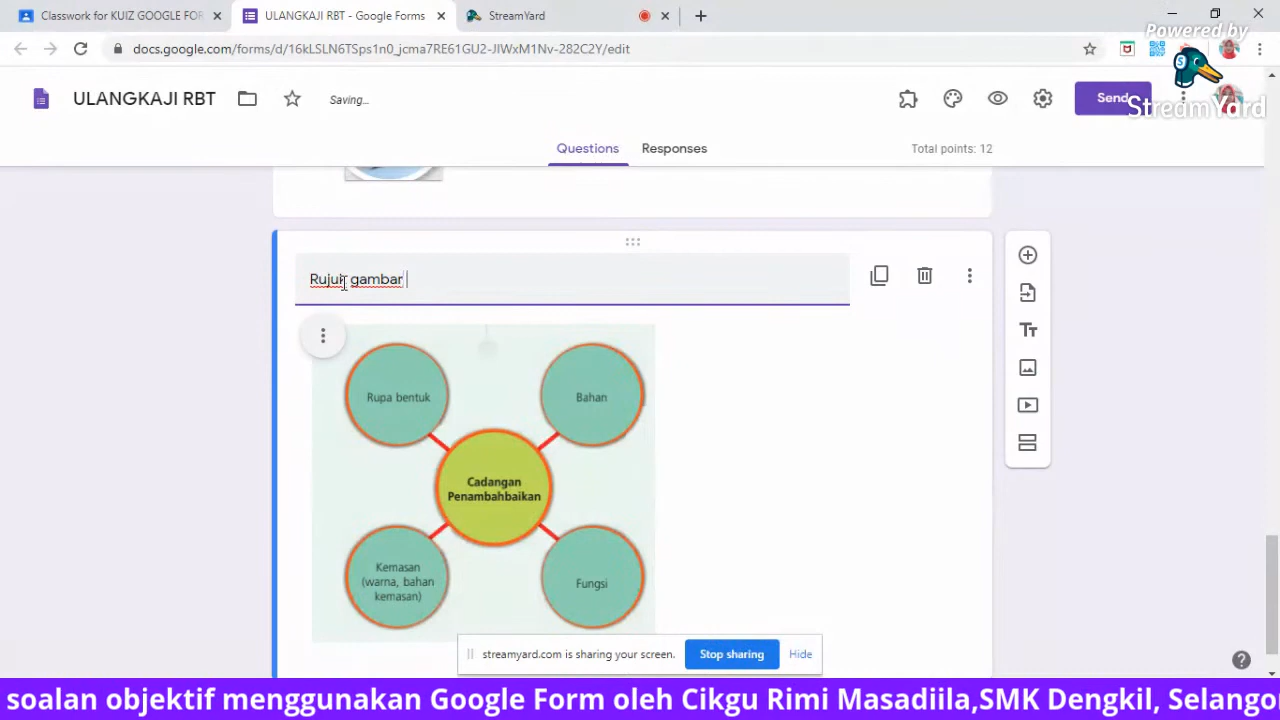 Classwork for KUIZ GOOGLE FOR
ULANGKAJI RBT - Google Forms
StreamYard
docs.google.com/forms/d/16kLSLN6TSps1n0_jcma7RE61GU2-JIWxM1Nv-282C2Y/edit
Powered by
StreamYard
ULANGKAJI RBT
Saving...
Send
Questions
Responses
Total points: 12
Rujuk gambar
Rupa bentuk
Bahan
Cadangan
Penambahbaikan
Kemasan
(warna, bahan
kemasan)
Fungsi
streamyard.com is sharing your screen.
Stop sharing
Hide
soalan objektif menggunakan Google Form oleh Cikgu Rimi Masadiila,SMK Dengkil, Selango